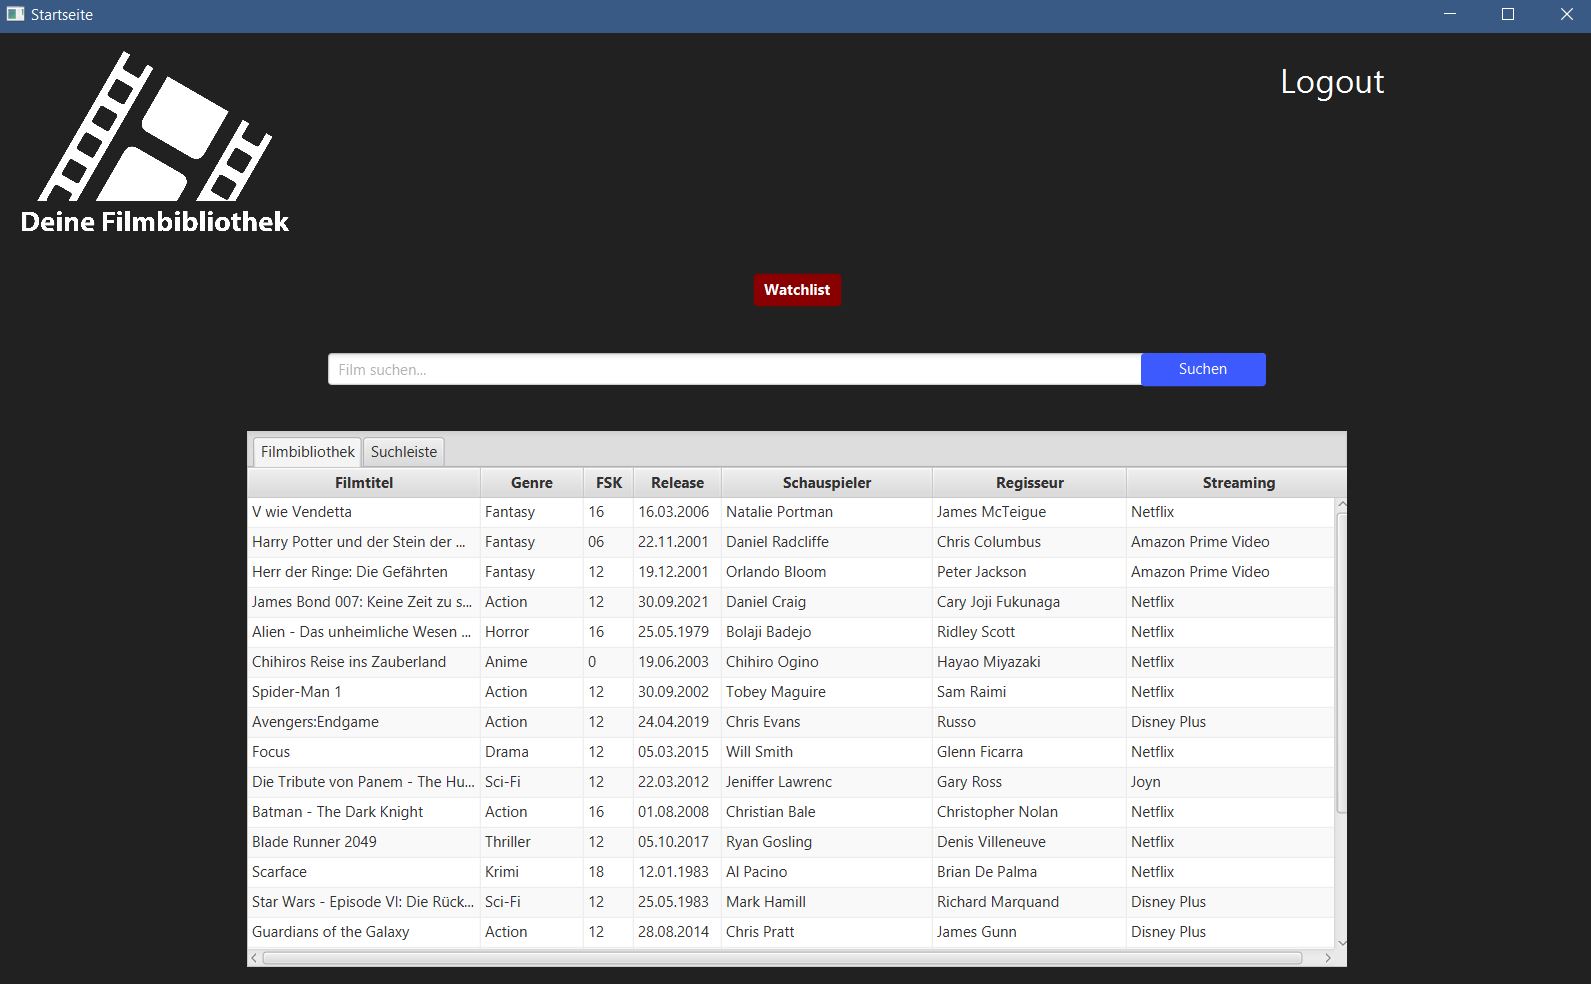 Startseite
Logout
Deine Filmbibliothek
Watchlist
Film suchen... Suchen
Filmbibliothek Suchleiste
Filmtitel Genre FSK Release Schauspieler Regisseur Streaming
V wie Vendetta Fantasy 16 16.03.2006 Natalie Portman James McTeigue Netflix
Harry Potter und der Stein der ... Fantasy 06 22.11.2001 Daniel Radcliffe Chris Columbus Amazon Prime Video
Herr der Ringe: Die Gefährten Fantasy 12 19.12.2001 Orlando Bloom Peter Jackson Amazon Prime Video
James Bond 007: Keine Zeit zu s... Action 12 30.09.2021 Daniel Craig Cary Joji Fukunaga Netflix
Alien - Das unheimliche Wesen ... Horror 16 25.05.1979 Bolaji Badejo Ridley Scott Netflix
Chihiros Reise ins Zauberland Anime 0 19.06.2003 Chihiro Ogino Hayao Miyazaki Netflix
Spider-Man 1 Action 12 30.09.2002 Tobey Maguire Sam Raimi Netflix
Avengers:Endgame Action 12 24.04.2019 Chris Evans Russo Disney Plus
Focus Drama 12 05.03.2015 Will Smith Glenn Ficarra Netflix
Die Tribute von Panem - The Hu... Sci-Fi 12 22.03.2012 Jeniffer Lawrenc Gary Ross Joyn
Batman - The Dark Knight Action 16 01.08.2008 Christian Bale Christopher Nolan Netflix
Blade Runner 2049 Thriller 12 05.10.2017 Ryan Gosling Denis Villeneuve Netflix
Scarface Krimi 18 12.01.1983 Al Pacino Brian De Palma Netflix
Star Wars - Episode VI: Die Rück... Sci-Fi 12 25.05.1983 Mark Hamill Richard Marquand Disney Plus
Guardians of the Galaxy Action 12 28.08.2014 Chris Pratt James Gunn Disney Plus